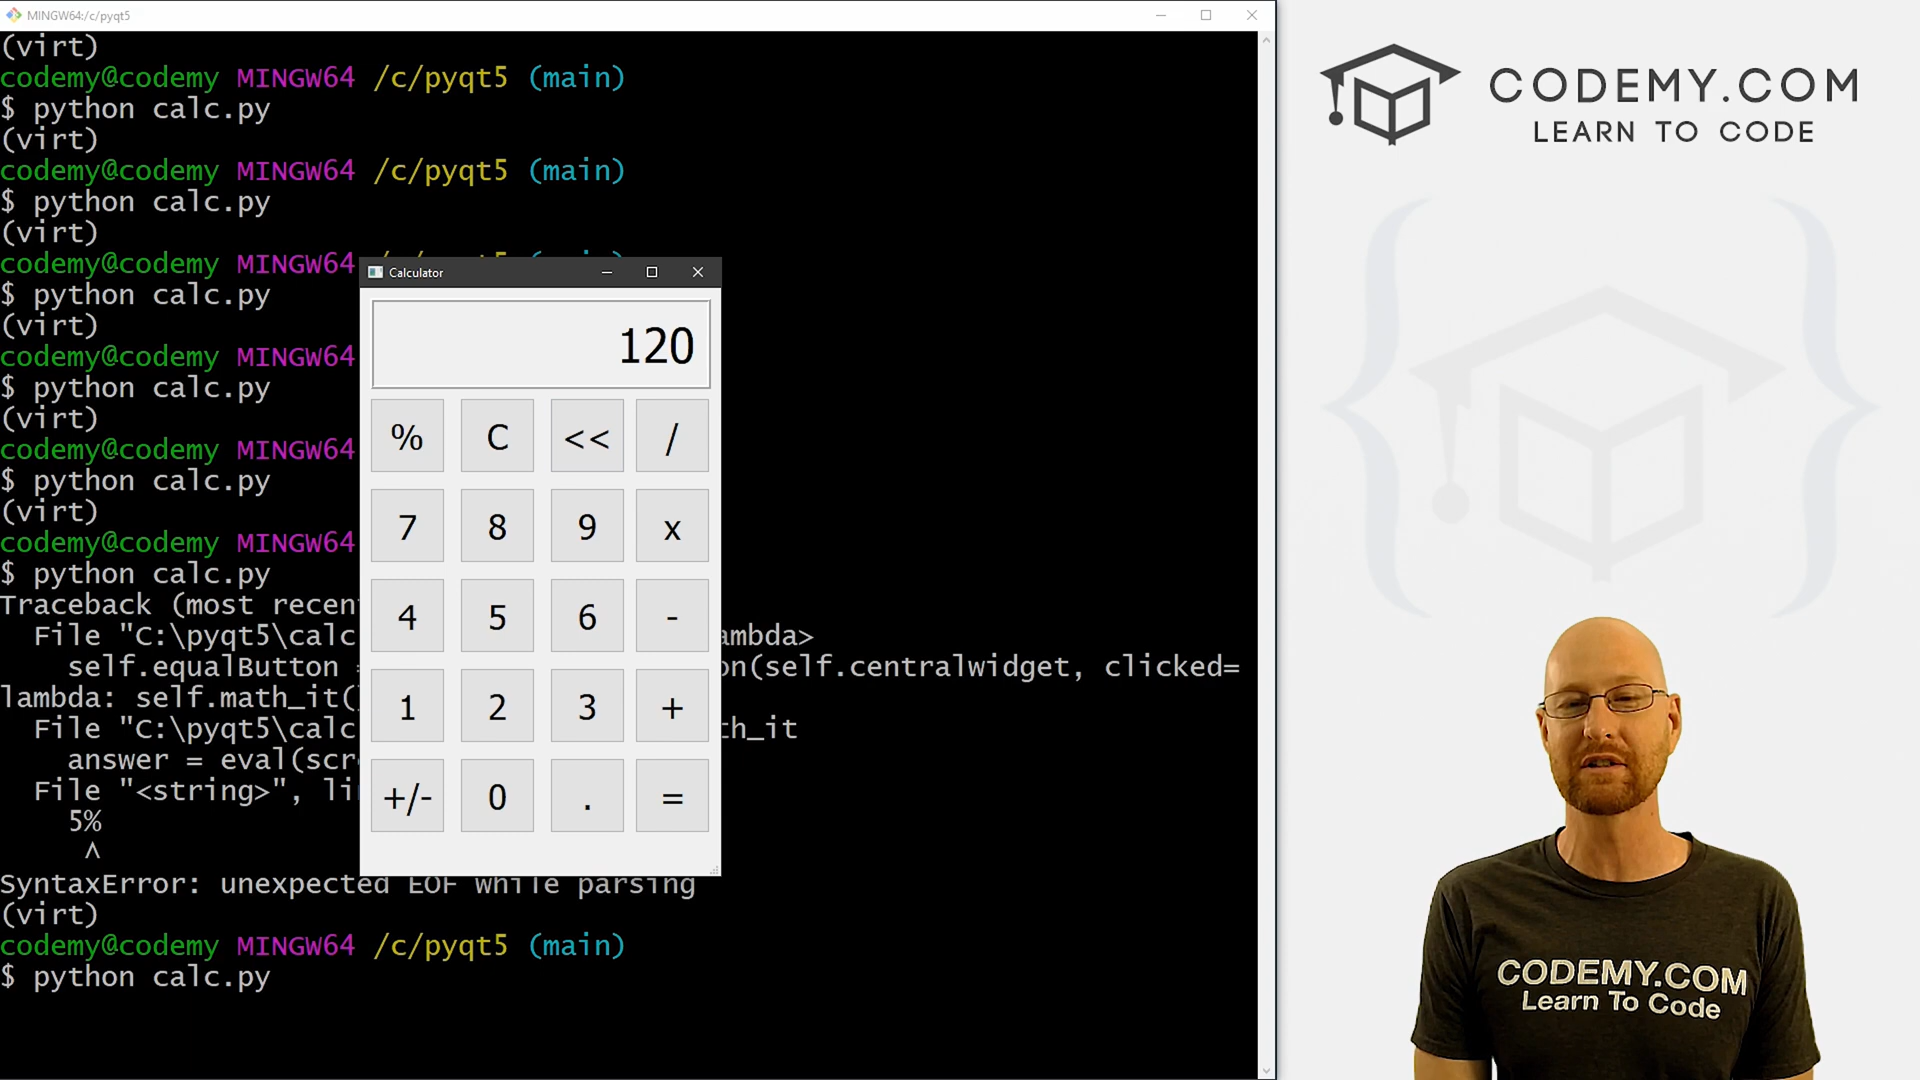 MINGW64:/c/pyqt5
(virt)
codemy@codemy MINGW64 /c/pyqt5 (main)
$ python calc.py
(virt)
codemy@codemy MINGW64 /c/pyqt5 (main)
$ python calc.py
(virt)
codemy@codemy MINGW64
$ python calc.py
(virt)
codemy@codemy MINGW64
$ python calc.py
(virt)
codemy@codemy MINGW64
$ python calc.py
(virt)
codemy@codemy MINGW64
$ python calc.py
Traceback (most recen
File "C:\pyqt5\calc ambda>
self.equalButton on(self.centralwidget, clicked=
lambda: self.math_it(
File "C:\pyqt5\calc th_it
answer = eval(scr
File "<string>", li
5%
^
SyntaxError: unexpected EOF while parsing
(virt)
codemy@codemy MINGW64 /c/pyqt5 (main)
$ python calc.py
Calculator
120
% C << /
7 8 9 x
4 5 6 -
1 2 3 +
+/- 0 . =
CODEMY.COM
LEARN TO CODE
CODEMY.COM
Learn To Code